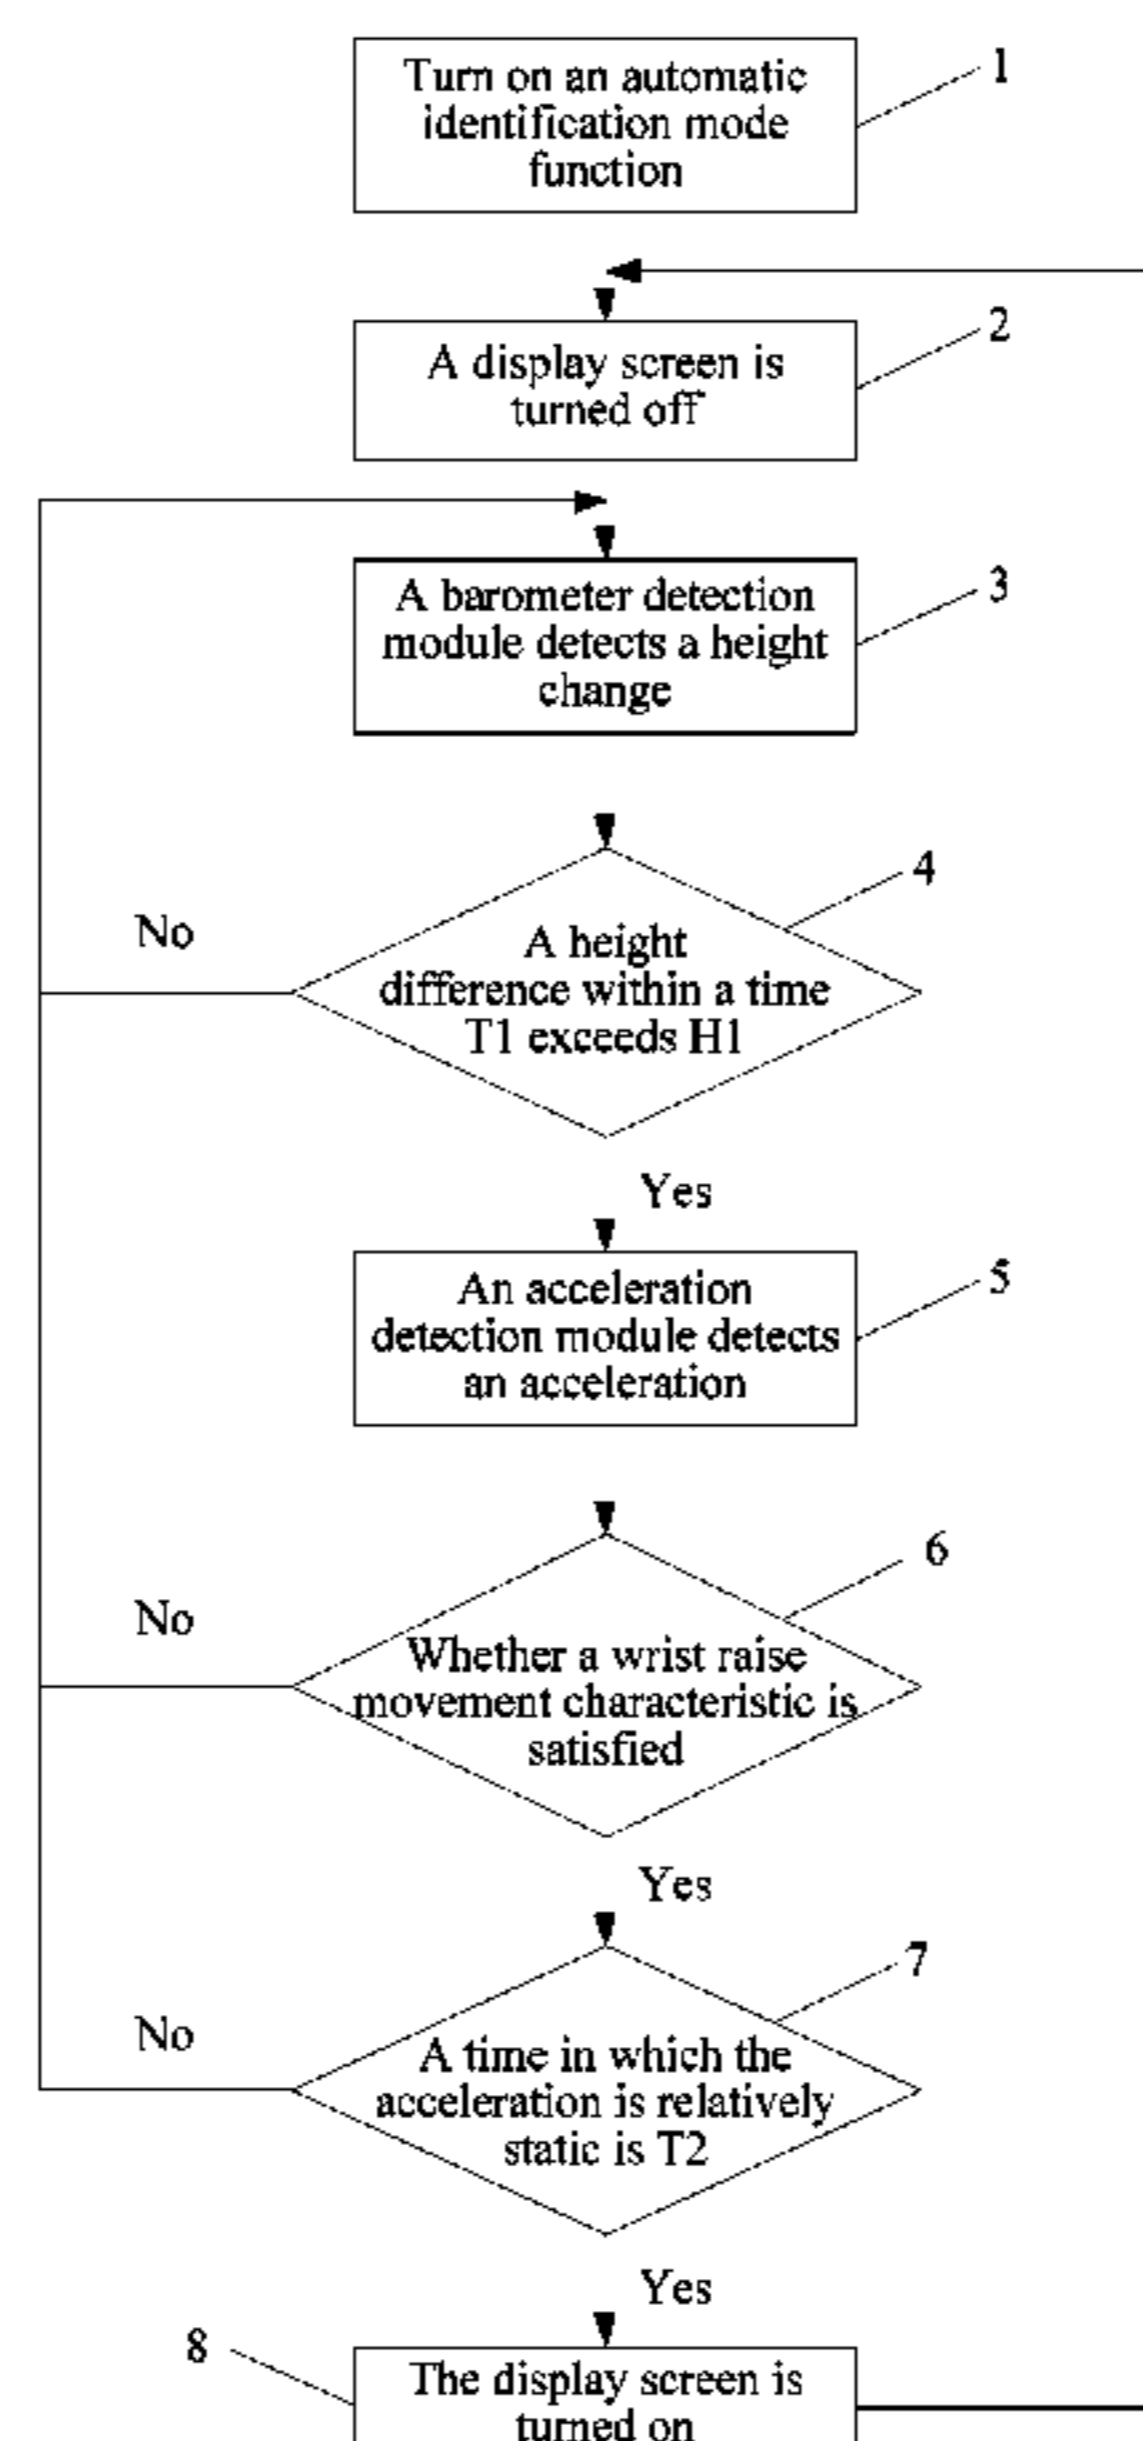 Turn on an automatic
identification mode
function
1
A display screen is
turned off
2
A barometer detection
module detects a height
change
3
4
No
A height
difference within a time
T1 exceeds H1
Yes
An acceleration
detection module detects
an acceleration
5
6
No
Whether a wrist raise
movement characteristic is
satisfied
Yes
7
No
A time in which the
acceleration is relatively
static is T2
Yes
8
The display screen is
turned on